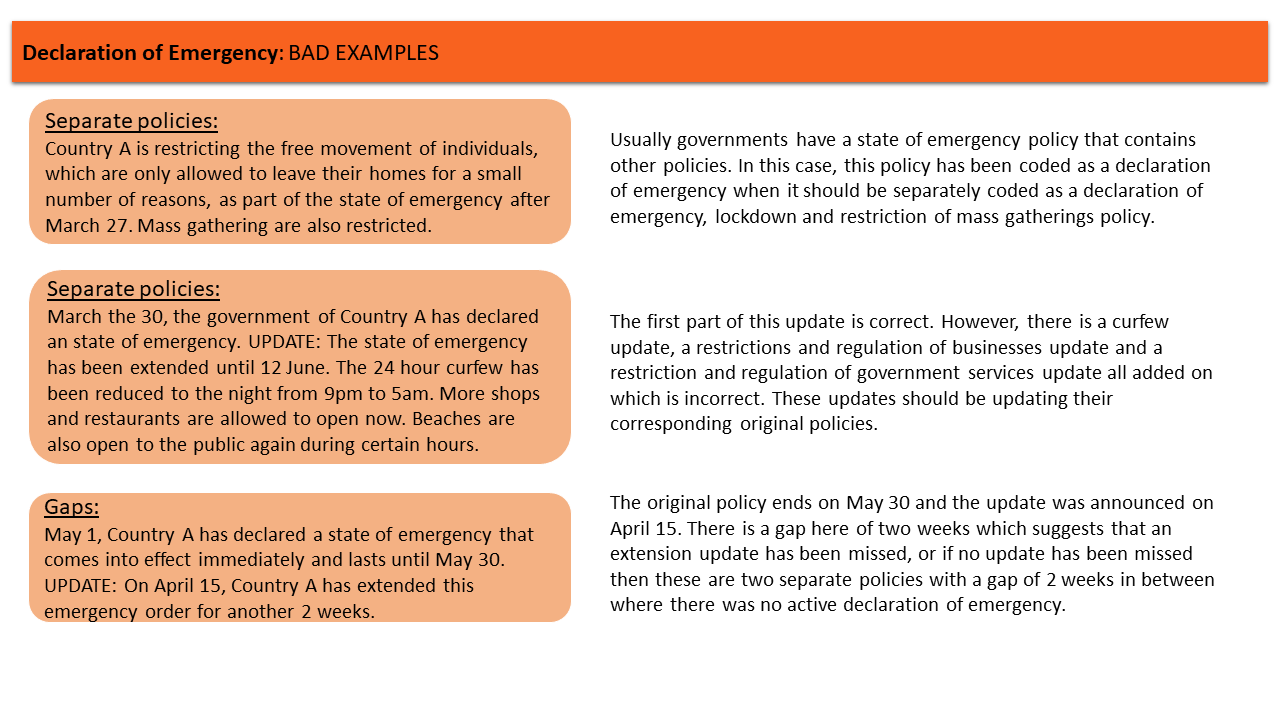 Declaration of Emergency: BAD EXAMPLES
Separate policies:
Country A is restricting the free movement of individuals,
which are only allowed to leave their homes for a small
number of reasons, as part of the state of emergency after
March 27. Mass gathering are also restricted.
Usually governments have a state of emergency policy that contains
other policies. In this case, this policy has been coded as a declaration
of emergency when it should be separately coded as a declaration of
emergency, lockdown and restriction of mass gatherings policy.
Separate policies:
March the 30, the government of Country A has declared
an state of emergency. UPDATE: The state of emergency
has been extended until 12 June. The 24 hour curfew has
been reduced to the night from 9pm to 5am. More shops
and restaurants are allowed to open now. Beaches are
also open to the public again during certain hours.
The first part of this update is correct. However, there is a curfew
update, a restrictions and regulation of businesses update and a
restriction and regulation of government services update all added on
which is incorrect. These updates should be updating their
corresponding original policies.
Gaps:
May 1, Country A has declared a state of emergency that
comes into effect immediately and lasts until May 30.
UPDATE: On April 15, Country A has extended this
emergency order for another 2 weeks.
The original policy ends on May 30 and the update was announced on
April 15. There is a gap here of two weeks which suggests that an
extension update has been missed, or if no update has been missed
then these are two separate policies with a gap of 2 weeks in between
where there was no active declaration of emergency.